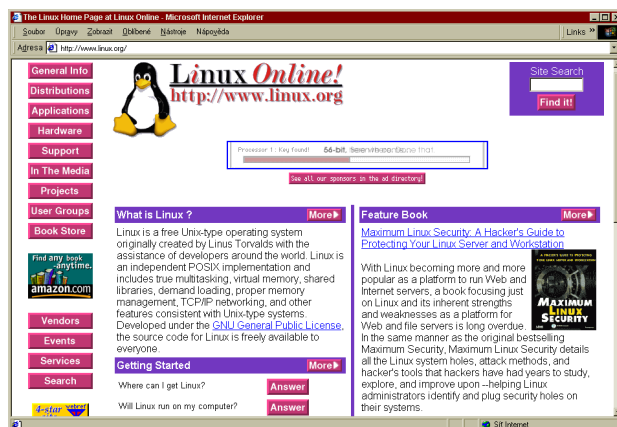 The Linux Home Page at Linux Online - Microsoft Internet Explorer
Soubor Úpravy Zobrazit Oblíbené Nástroje Nápověda Links »
Adresa http://www.linux.org/
General Info
Distributions
Applications
Hardware
Support
In The Media
Projects
User Groups
Book Store
Find any book
-anytime.
amazon.com
Vendors
Events
Services
Search
4-star
Linux Online!
http://www.linux.org
Site Search
Find it!
Processor 1: Key found! 56-bit.
See all our sponsors in the ad directory!
What is Linux ? More
Linux is a free Unix-type operating system
originally created by Linus Torvalds with the
assistance of developers around the world. Linux is
an independent POSIX implementation and
includes true multitasking, virtual memory, shared
libraries, demand loading, proper memory
management, TCP/IP networking, and other
features consistent with Unix-type systems.
Developed under the GNU General Public License,
the source code for Linux is freely available to
everyone.
Getting Started More
Where can I get Linux? Answer
Will Linux run on my computer? Answer
Feature Book More
Maximum Linux Security: A Hacker's Guide to
Protecting Your Linux Server and Workstation
With Linux becoming more and more
popular as a platform to run Web and
Internet servers, a book focusing just
on Linux and its inherent strengths
and weaknesses as a platform for
Web and file servers is long overdue.
In the same manner as the original bestselling
Maximum Security, Maximum Linux Security details
all the Linux system holes, attack methods, and
hacker's tools that hackers have had years to study,
explore, and improve upon --helping Linux
administrators identify and plug security holes on
their systems.
MAXIMUM
LINUX
SECURITY
Síť Internet